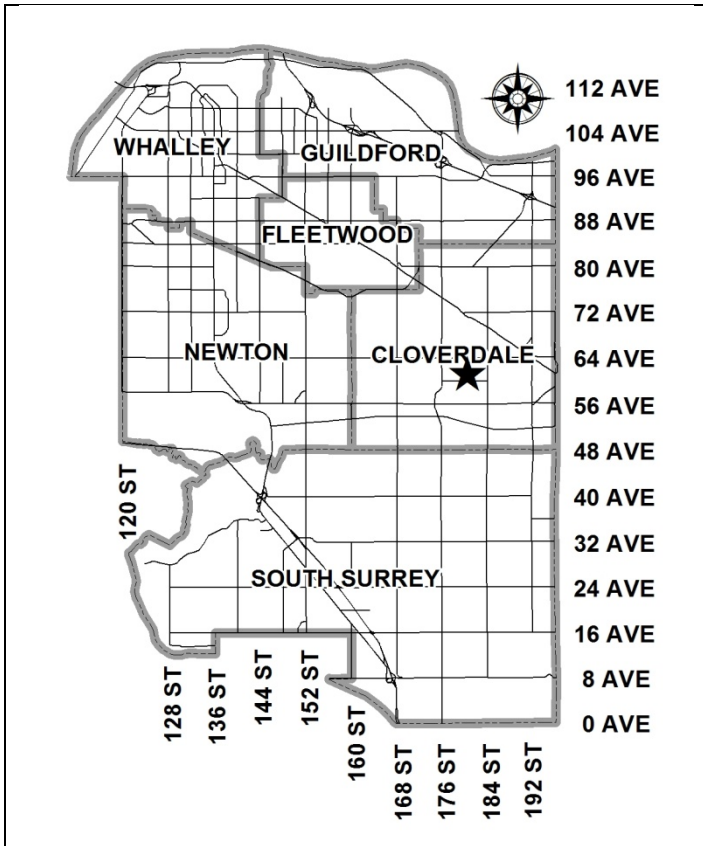 112 AVE
104 AVE
WHALLEY
GUILDFORD
96 AVE
88 AVE
FLEETWOOD
80 AVE
72 AVE
NEWTON
CLOVERDALE
64 AVE
56 AVE
48 AVE
120 ST
40 AVE
32 AVE
SOUTH SURREY
24 AVE
16 AVE
8 AVE
0 AVE
128 ST
136 ST
144 ST
152 ST
160 ST
168 ST
176 ST
184 ST
192 ST